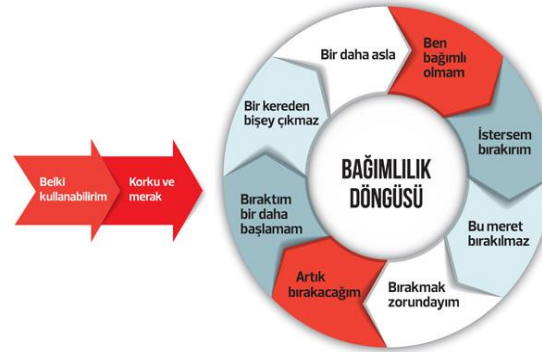 Belki
kullanabilirim
Korku ve
merak
BAĞIMLILIK
DÖNGÜSÜ
Ben
bağımlı
olmam
İstersem
bırakırım
Bu meret
bırakılmaz
Bırakmak
zorundayım
Artık
bırakacağım
Bıraktım
bir daha
başlamam
Bir kereden
bişey çıkmaz
Bir daha asla